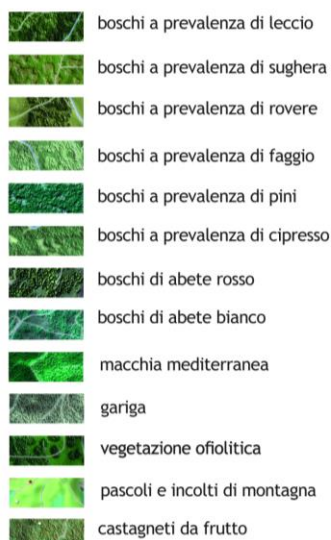 boschi a prevalenza di leccio
boschi a prevalenza di sughera
boschi a prevalenza di rovere
boschi a prevalenza di faggio
boschi a prevalenza di pini
boschi a prevalenza di cipresso
boschi di abete rosso
boschi di abete bianco
macchia mediterranea
gariga
vegetazione ofiolitica
pascoli e incolti di montagna
castagneti da frutto